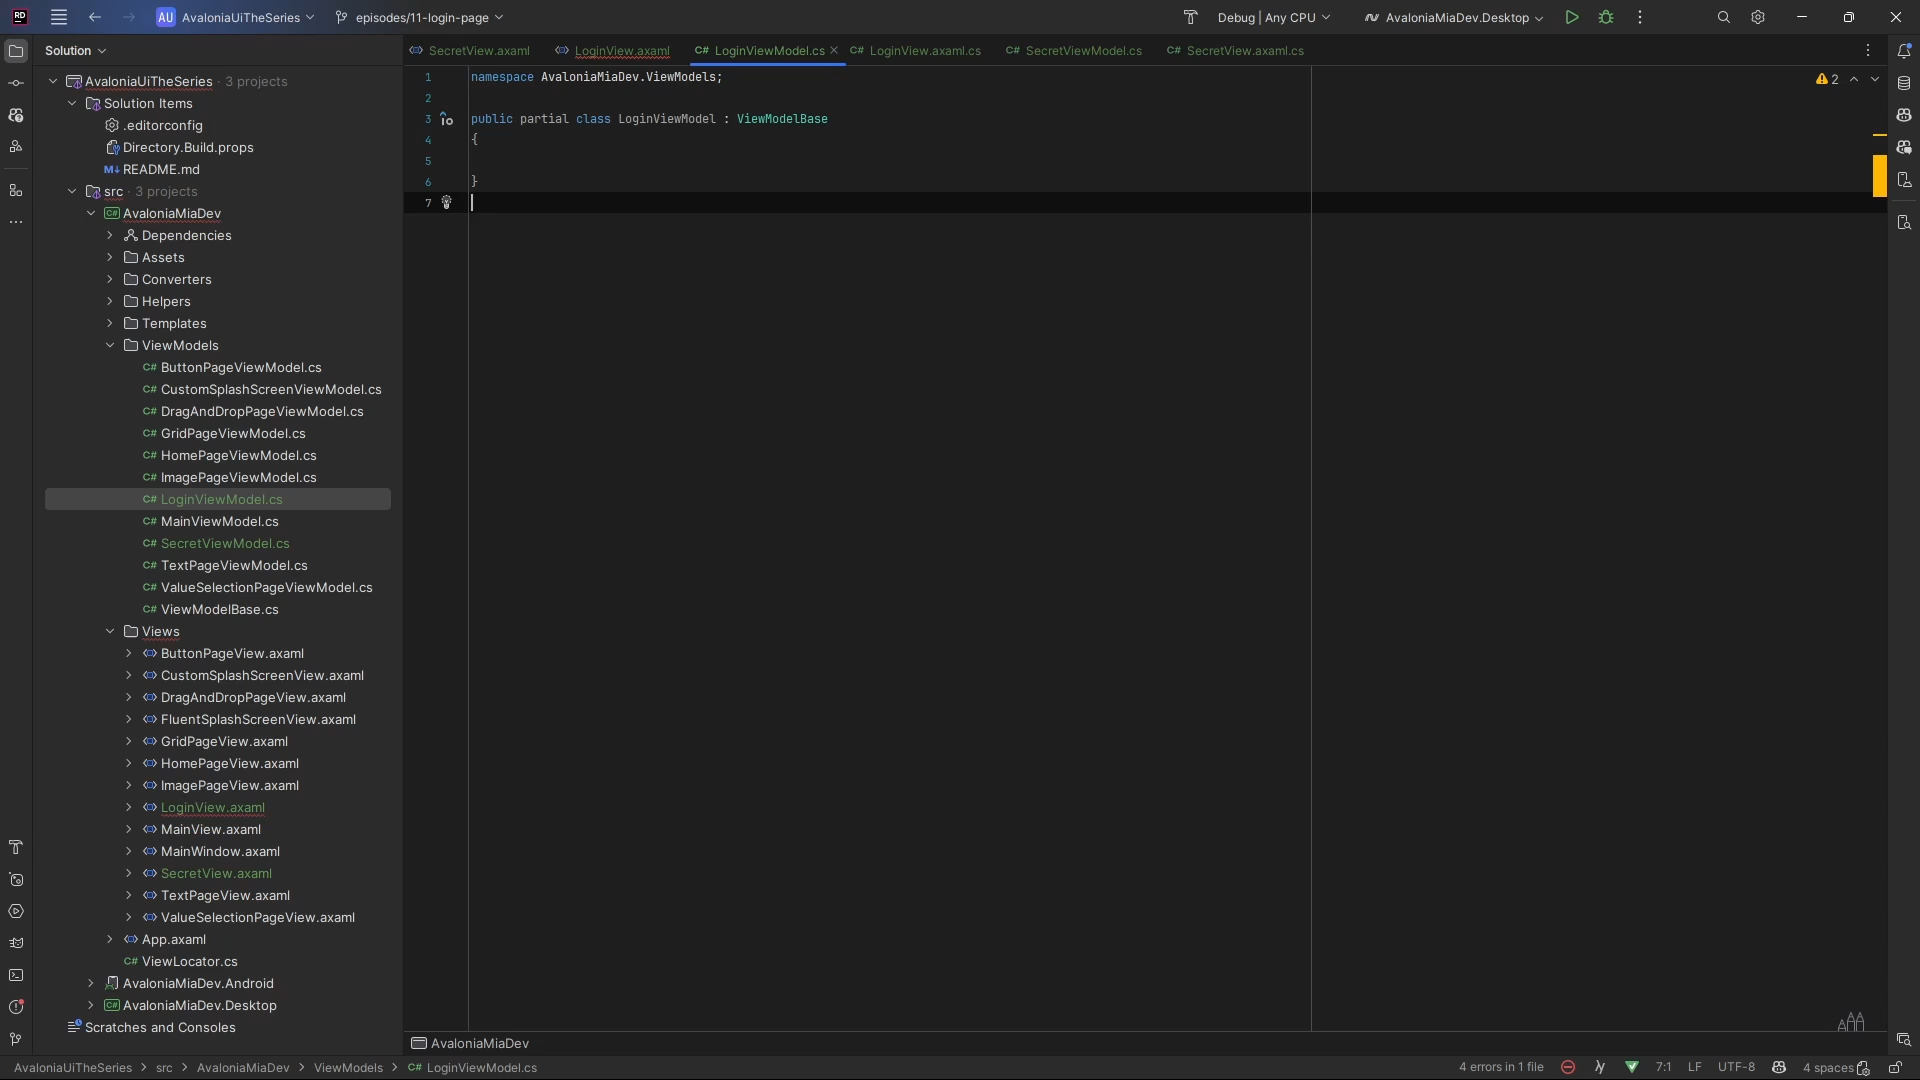 RD
AU AvaloniaUiTheSeries episodes/11-login-page Debug | Any CPU AvaloniaMiaDev.Desktop
Solution
SecretView.axaml LoginView.axaml C# LoginViewModel.cs C# LoginView.axaml.cs C# SecretViewModel.cs C# SecretView.axaml.cs
AvaloniaUiTheSeries · 3 projects
Solution Items
.editorconfig
Directory.Build.props
M↓ README.md
src · 3 projects
C# AvaloniaMiaDev
Dependencies
Assets
Converters
Helpers
Templates
ViewModels
C# ButtonPageViewModel.cs
C# CustomSplashScreenViewModel.cs
C# DragAndDropPageViewModel.cs
C# GridPageViewModel.cs
C# HomePageViewModel.cs
C# ImagePageViewModel.cs
C# LoginViewModel.cs
C# MainViewModel.cs
C# SecretViewModel.cs
C# TextPageViewModel.cs
C# ValueSelectionPageViewModel.cs
C# ViewModelBase.cs
Views
ButtonPageView.axaml
CustomSplashScreenView.axaml
DragAndDropPageView.axaml
FluentSplashScreenView.axaml
GridPageView.axaml
HomePageView.axaml
ImagePageView.axaml
LoginView.axaml
MainView.axaml
MainWindow.axaml
SecretView.axaml
TextPageView.axaml
ValueSelectionPageView.axaml
App.axaml
C# ViewLocator.cs
AvaloniaMiaDev.Android
C# AvaloniaMiaDev.Desktop
Scratches and Consoles
1 namespace AvaloniaMiaDev.ViewModels;
2
3 public partial class LoginViewModel : ViewModelBase
4 {
5
6 }
7
2
AvaloniaMiaDev
AvaloniaUiTheSeries > src > AvaloniaMiaDev > ViewModels > C# LoginViewModel.cs
4 errors in 1 file 7:1 LF UTF-8 4 spaces